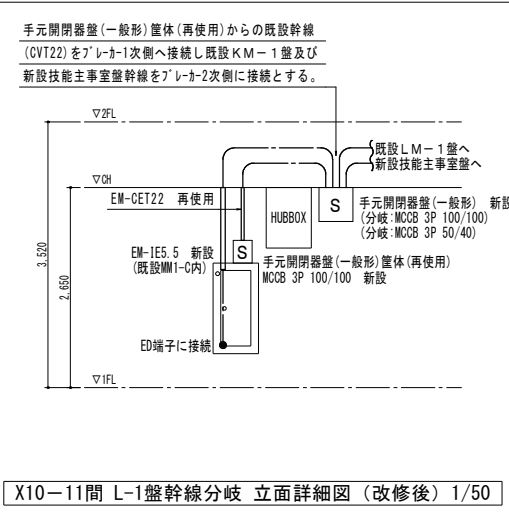 手元開閉器盤(一般形)筐体(再使用)からの既設幹線
(CVT22)をﾌﾞﾚｰｶｰ1次側へ接続し既設KM－1盤及び
新設技能主事室盤幹線をﾌﾞﾚｰｶｰ2次側に接続とする。
▽2FL
既設LM－1盤へ
新設技能主事室盤へ
▽CH
EM-CET22 再使用
HUBBOX
S
手元開閉器盤(一般形) 新設
(分岐:MCCB 3P 100/100)
(分岐:MCCB 3P 50/40)
3,520
2,650
EM-IE5.5 新設
(既設MM1-C内)
S
手元開閉器盤(一般形)筐体(再使用)
MCCB 3P 100/100 新設
ED端子に接続
▽1FL
X10－11間 L-1盤幹線分岐 立面詳細図 (改修後) 1/50